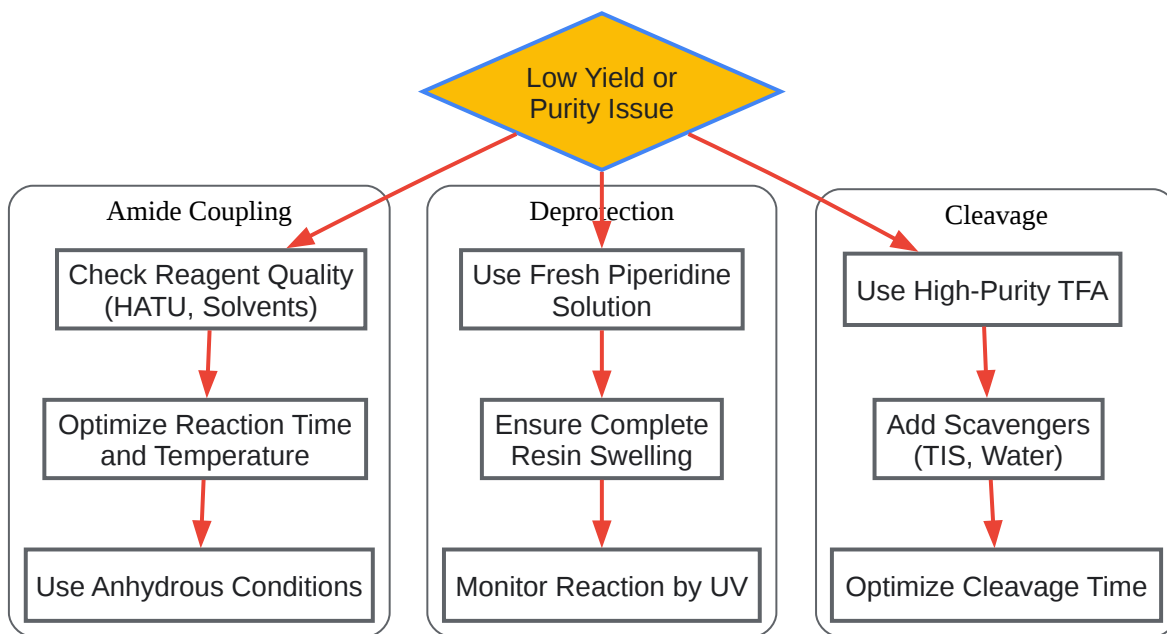 Low Yield or
Purity Issue
Amide Coupling
Check Reagent Quality
(HATU, Solvents)
Optimize Reaction Time
and Temperature
Use Anhydrous Conditions
Deprotection
Use Fresh Piperidine
Solution
Ensure Complete
Resin Swelling
Monitor Reaction by UV
Cleavage
Use High-Purity TFA
Add Scavengers
(TIS, Water)
Optimize Cleavage Time